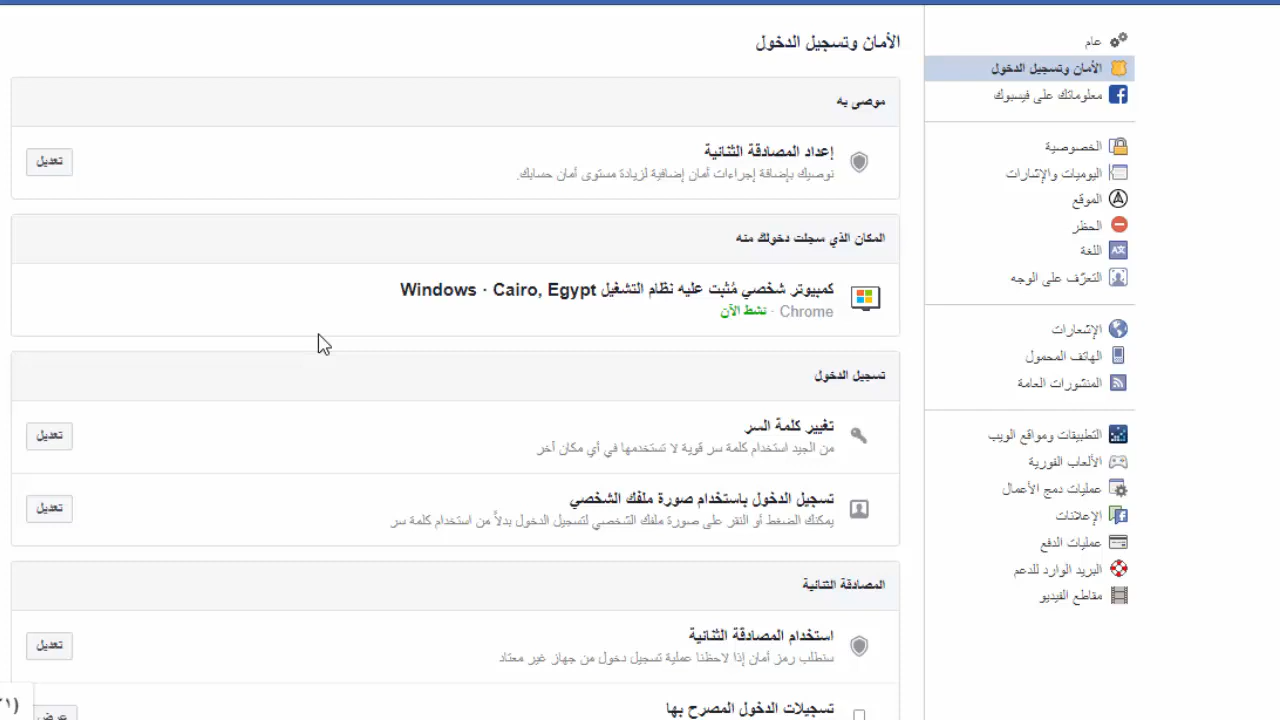 عام
الأمان وتسجيل الدخول
معلوماتك على فيسبوك
الخصوصية
اليوميات والإشارات
الموقع
الحظر
اللغة
التعرّف على الوجه
الإشعارات
الهاتف المحمول
المنشورات العامة
التطبيقات ومواقع الويب
الألعاب الفورية
عمليات دمج الأعمال
الإعلانات
عمليات الدفع
البريد الوارد للدعم
مقاطع الفيديو
الأمان وتسجيل الدخول
موصى به
إعداد المصادقة الثنائية
تعديل
نوصيك بإضافة إجراءات أمان إضافية لزيادة مستوى أمان حسابك.
المكان الذي سجلت دخولك منه
كمبيوتر شخصي مُثبت عليه نظام التشغيل Windows · Cairo, Egypt
Chrome · نشط الآن
تسجيل الدخول
تغيير كلمة السر
تعديل
من الجيد استخدام كلمة سر قوية لا تستخدمها في أي مكان آخر
تسجيل الدخول باستخدام صورة ملفك الشخصي
تعديل
يمكنك الضغط أو النقر على صورة ملفك الشخصي لتسجيل الدخول بدلاً من استخدام كلمة سر
المصادقة الثنائية
استخدام المصادقة الثنائية
تعديل
سنطلب رمز أمان إذا لاحظنا عملية تسجيل دخول من جهاز غير معتاد
تسجيلات الدخول المصرح بها
عرض